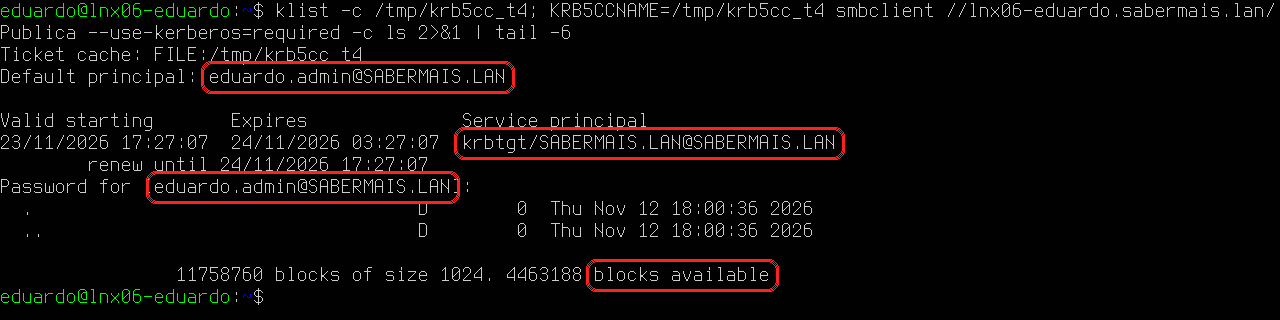 eduardo@lnx06-eduardo:~$ klist -c /tmp/krb5cc_t4; KRB5CCNAME=/tmp/krb5cc_t4 smbclient //lnx06-eduardo.sabermais.lan/
Publica --use-kerberos=required -c ls 2>&1 | tail -6
Ticket cache: FILE:/tmp/krb5cc_t4
Default principal: eduardo.admin@SABERMAIS.LAN
Valid starting       Expires              Service principal
23/11/2026 17:27:07  24/11/2026 03:27:07  krbtgt/SABERMAIS.LAN@SABERMAIS.LAN
renew until 24/11/2026 17:27:07
Password for [eduardo.admin@SABERMAIS.LAN]:
.                                                D           0  Thu Nov 12 18:00:36 2026
..                                               D           0  Thu Nov 12 18:00:36 2026
11758760 blocks of size 1024. 4463188 blocks available
eduardo@lnx06-eduardo:~$